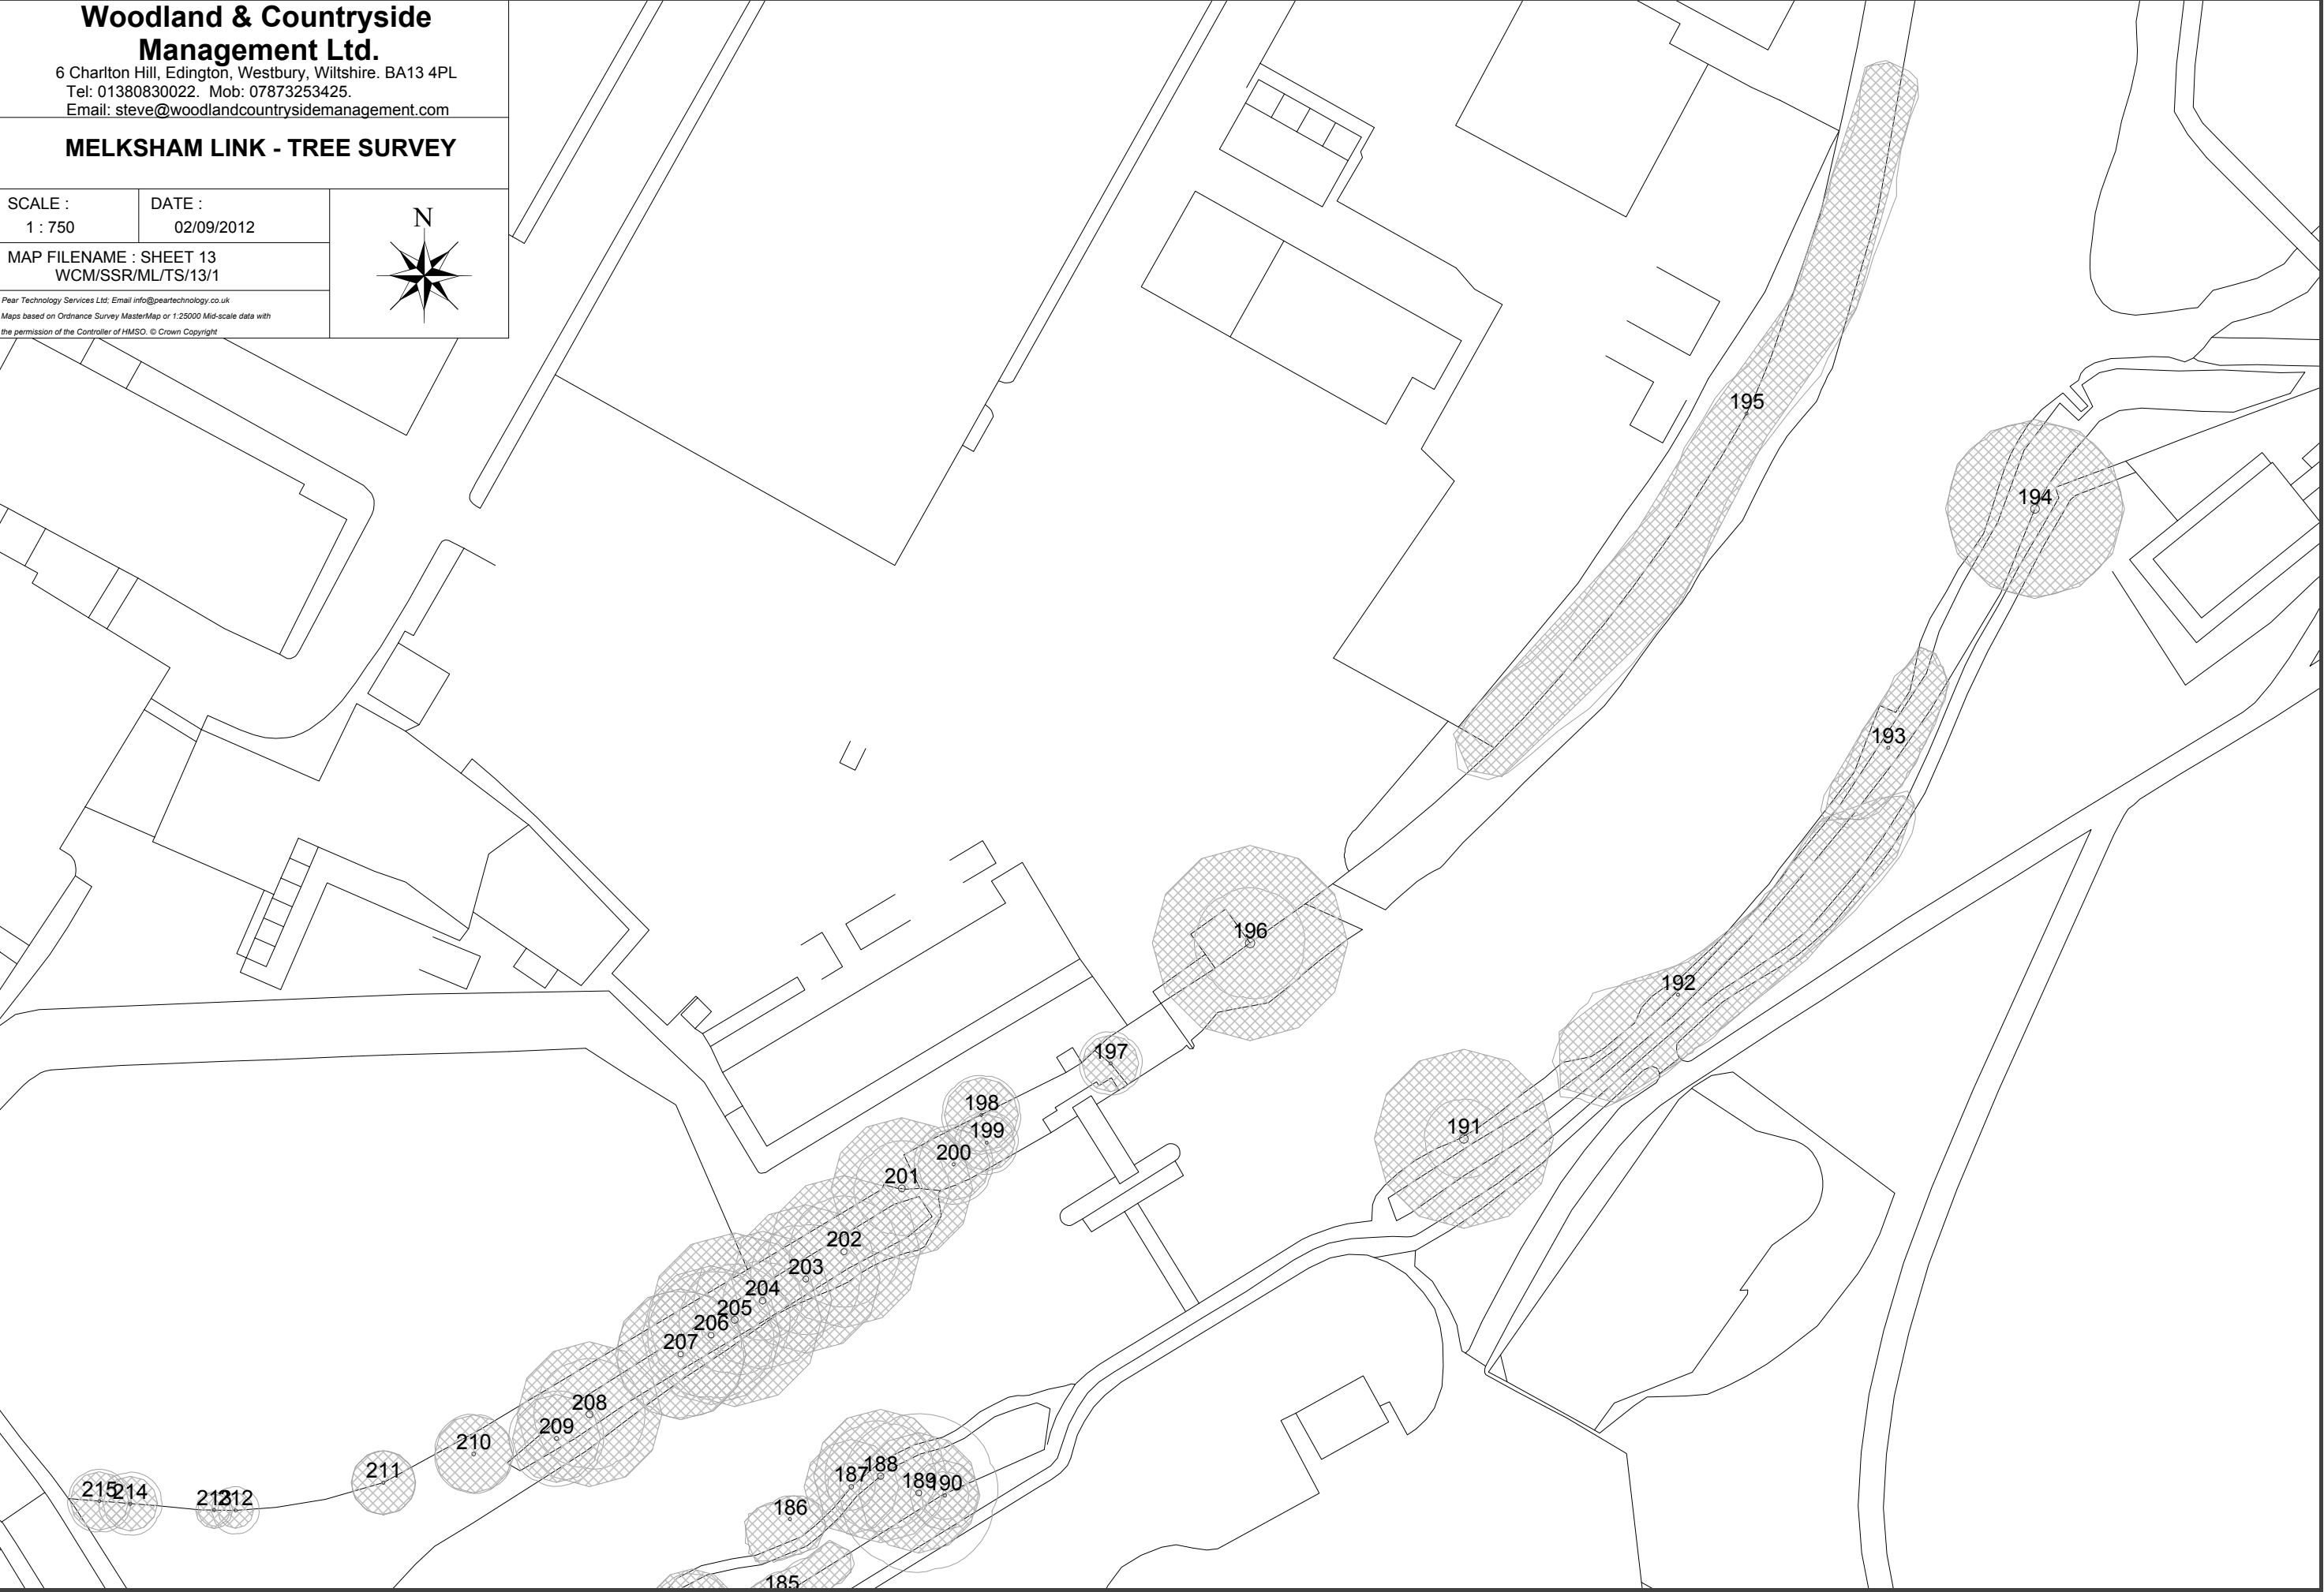 Woodland & Countryside
Management Ltd.
6 Charlton Hill, Edington, Westbury, Wiltshire. BA13 4PL
Tel: 01380830022. Mob: 07873253425.
Email: steve@woodlandcountrysidemanagement.com
MELKSHAM LINK - TREE SURVEY
SCALE :
1 : 750
DATE :
02/09/2012
N
MAP FILENAME : SHEET 13
WCM/SSR/ML/TS/13/1
Pear Technology Services Ltd; Email info@peartechnology.co.uk
Maps based on Ordnance Survey MasterMap or 1:25000 Mid-scale data with
the permission of the Controller of HMSO. © Crown Copyright
195
194
193
196
192
197
198
191
199
200
201
202
203
204
205
206
207
208
209
210
188
211
187
189
190
215
214
213
212
186
185